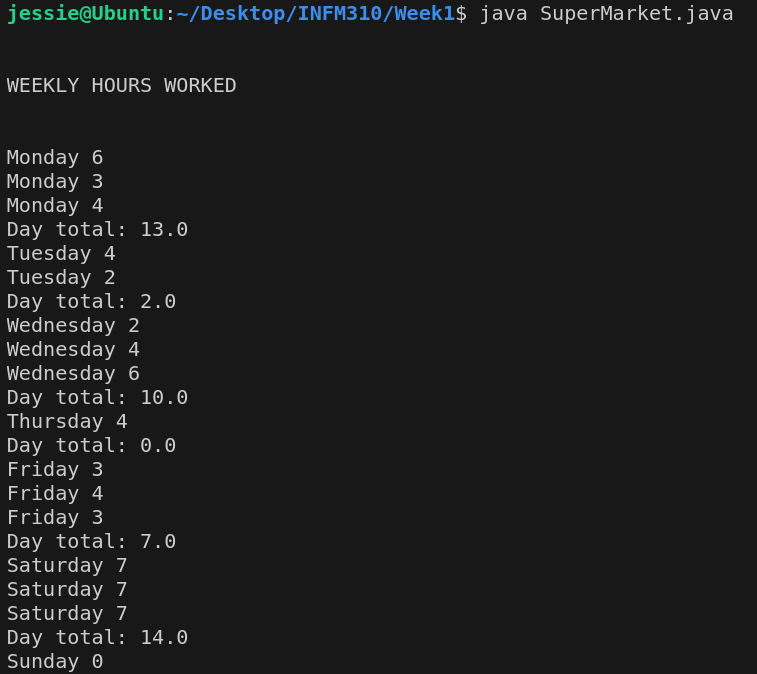 jessie@Ubuntu:~/Desktop/INFM310/Week1$ java SuperMarket.java
WEEKLY HOURS WORKED
Monday 6
Monday 3
Monday 4
Day total: 13.0
Tuesday 4
Tuesday 2
Day total: 2.0
Wednesday 2
Wednesday 4
Wednesday 6
Day total: 10.0
Thursday 4
Day total: 0.0
Friday 3
Friday 4
Friday 3
Day total: 7.0
Saturday 7
Saturday 7
Saturday 7
Day total: 14.0
Sunday 0